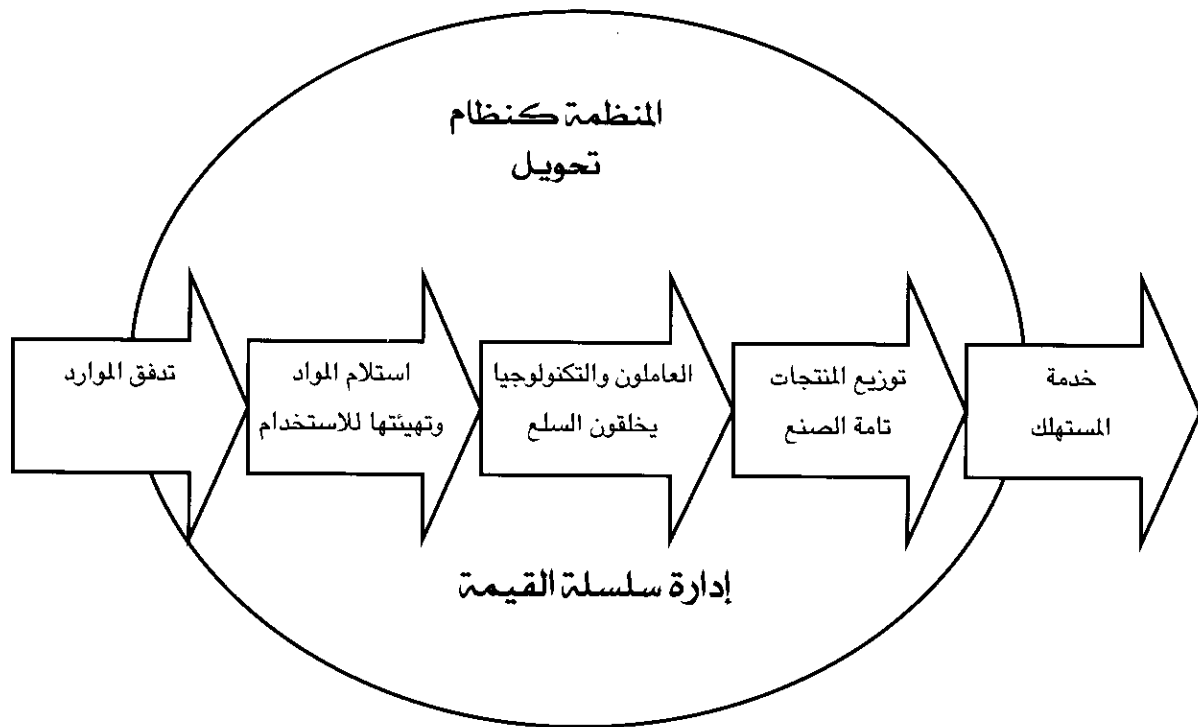 المنظمة كنظام
تحويل
تدفق الموارد
استلام المواد
وتهيئتها للاستخدام
العاملون والتكنولوجيا
يخلقون السلع
توزيع المنتجات
تامة الصنع
خدمة
المستهلك
إدارة سلسلة القيمة